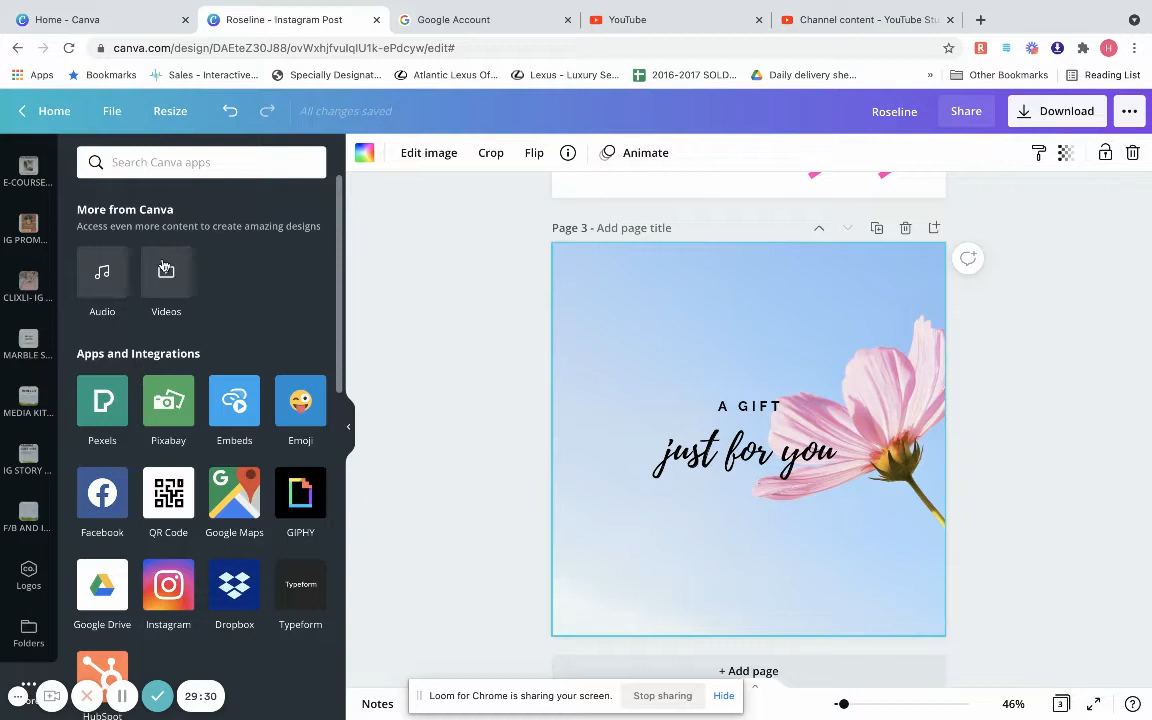 Home - Canva
Roseline - Instagram Post
Google Account
YouTube
Channel content - YouTube Stu
canva.com/design/DAEteZ30J88/ovWxhjfvuIqIU1k-ePdcyw/edit#
H
Apps
Bookmarks
Sales - Interactive...
Specially Designat...
Atlantic Lexus Of...
Lexus - Luxury Se...
2016-2017 SOLD...
Daily delivery she...
»
Other Bookmarks
Reading List
Home
File
Resize
All changes saved
Roseline
Share
Download
Search Canva apps
Edit image
Crop
Flip
Animate
E-COURSE...
IG PROM...
CLIXLI- IG ...
MARBLE S...
MEDIA KIT...
IG STORY ...
F/B AND I...
Logos
Folders
More from Canva
Access even more content to create amazing designs
Audio
Videos
Apps and Integrations
Pexels
Pixabay
Embeds
Emoji
Facebook
QR Code
Google Maps
GIPHY
Google Drive
Instagram
Dropbox
Typeform
Typeform
HubSpot
Page 3 - Add page title
A GIFT
just for you
+ Add page
29:30
Loom for Chrome is sharing your screen.
Stop sharing
Hide
Notes
46%
3